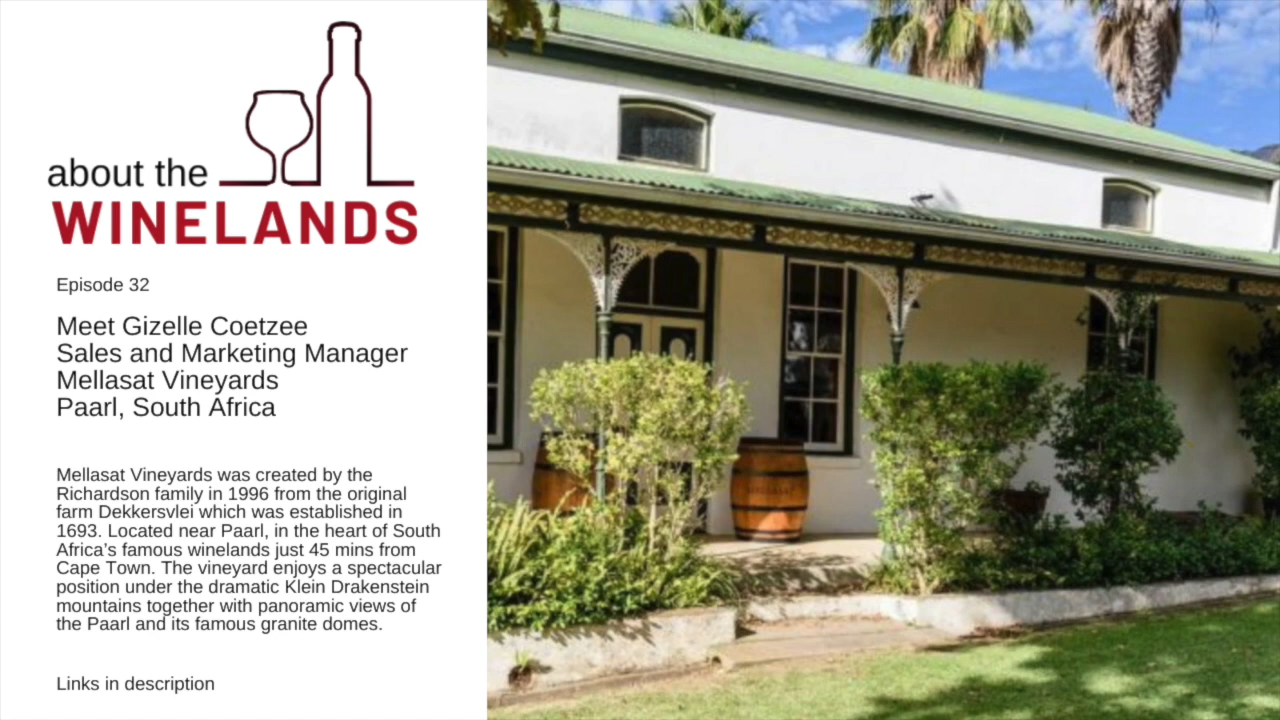 about the
WINELANDS
Episode 32
Meet Gizelle Coetzee
Sales and Marketing Manager
Mellasat Vineyards
Paarl, South Africa
Mellasat Vineyards was created by the
Richardson family in 1996 from the original
farm Dekkersvlei which was established in
1693. Located near Paarl, in the heart of South
Africa’s famous winelands just 45 mins from
Cape Town. The vineyard enjoys a spectacular
position under the dramatic Klein Drakenstein
mountains together with panoramic views of
the Paarl and its famous granite domes.
Links in description